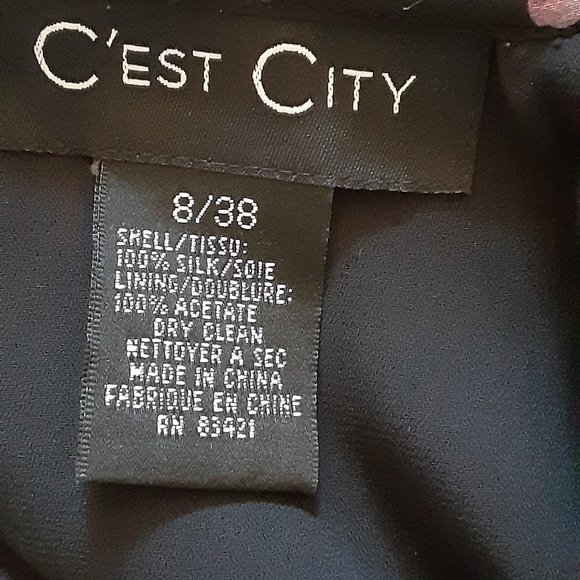 C'EST CITY
8/38
SHELL/TISSU:
100% SILK/SOIE
LINING/DOUBLURE:
100% ACETATE
DRY CLEAN
NETTOYER A SEC
MADE IN CHINA
FABRIQUE EN CHINE
RN 83421